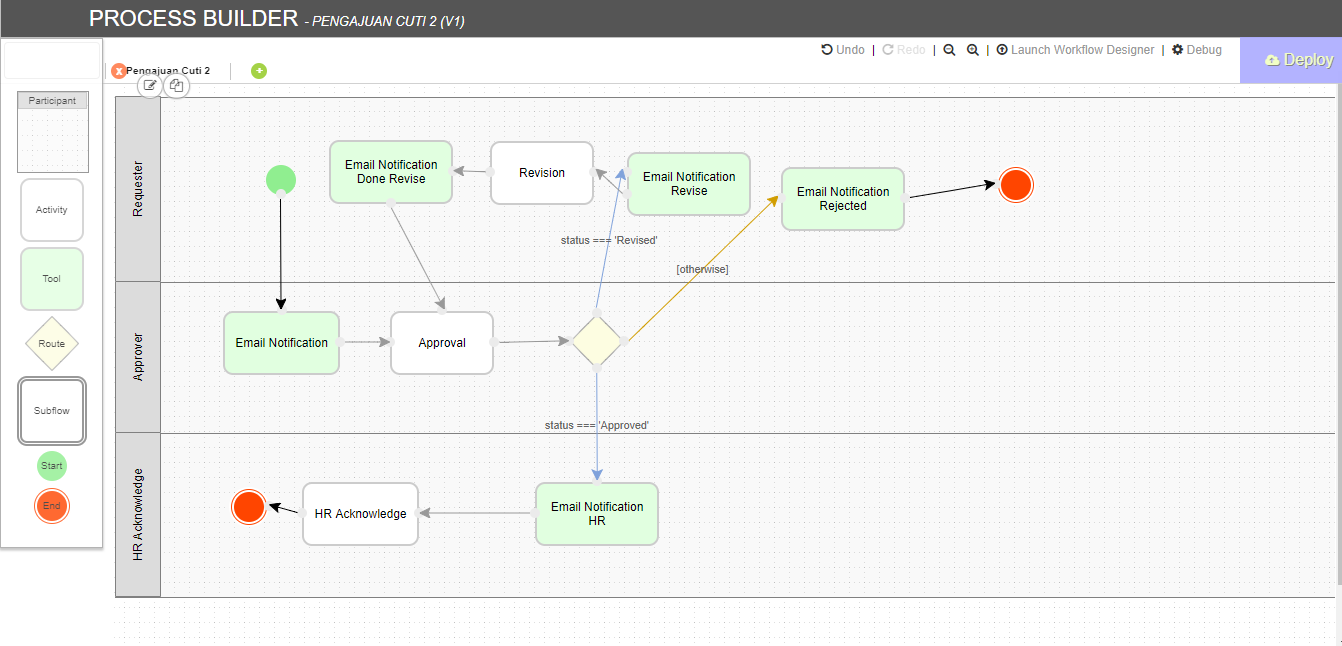 PROCESS BUILDER - PENGAJUAN CUTI 2 (V1)
Undo | Redo | | Launch Workflow Designer | Debug
Deploy
x Pengajuan Cuti 2 +
Participant
Activity
Tool
Route
Subflow
Start
End
Requester
Email Notification
Done Revise
Revision
Email Notification
Revise
Email Notification
Rejected
status === 'Revised'
[otherwise]
Approver
Email Notification
Approval
status === 'Approved'
HR Acknowledge
HR Acknowledge
Email Notification
HR